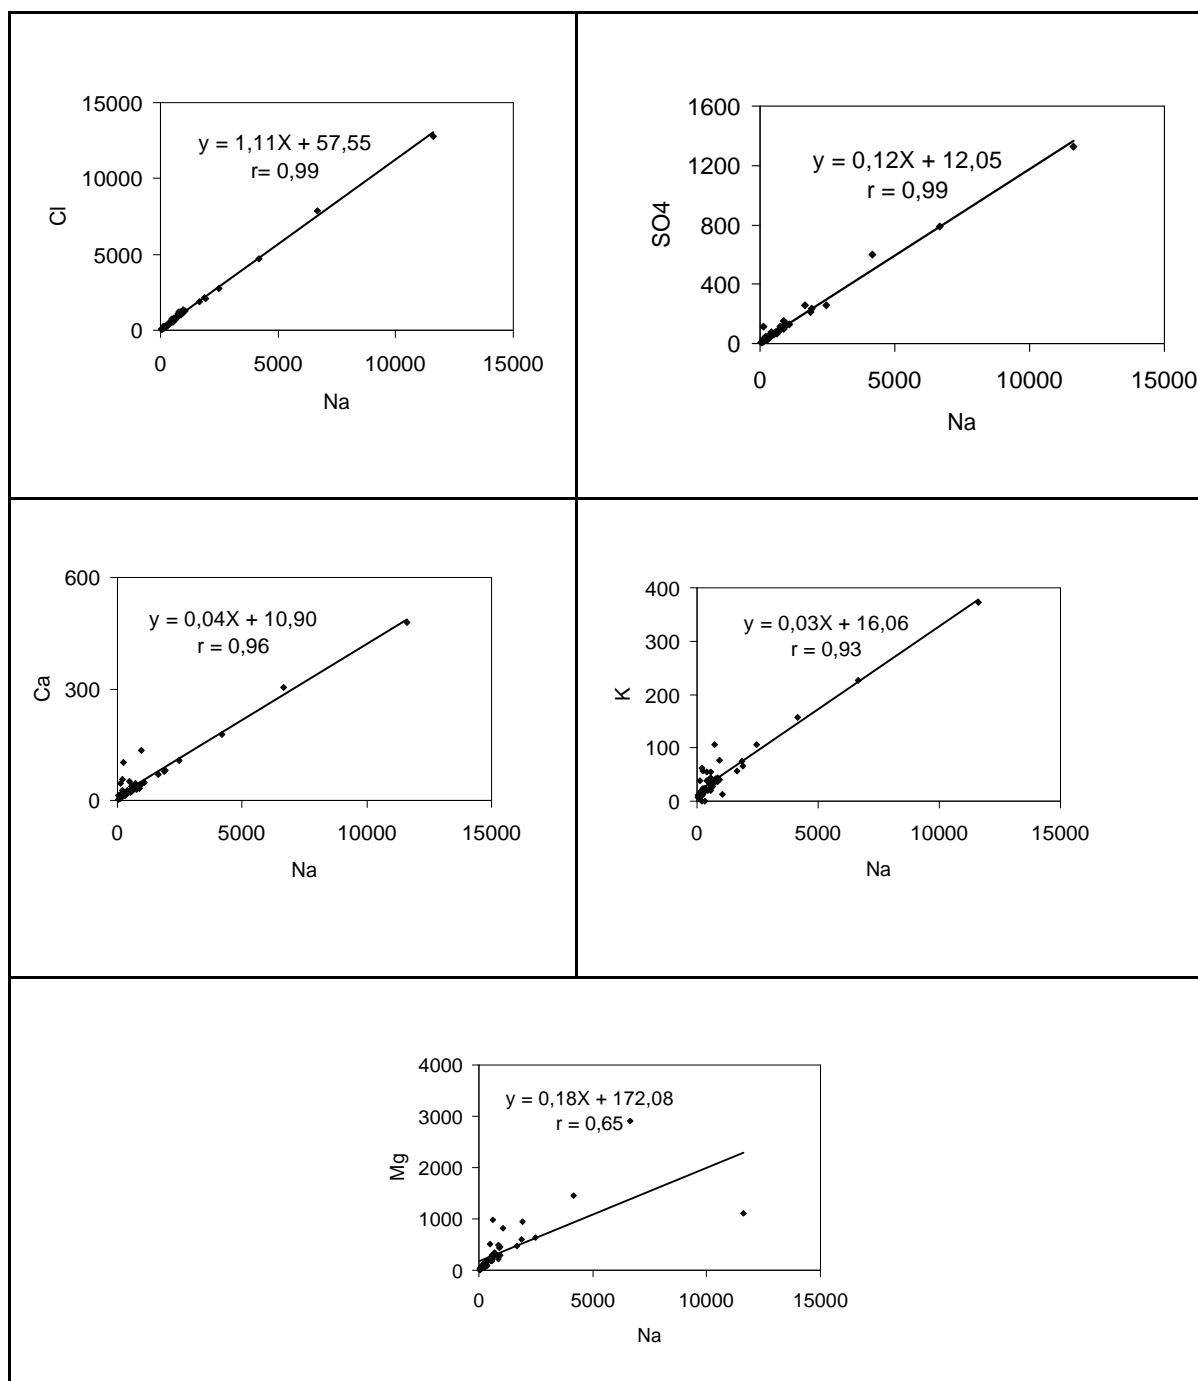 15000
10000
5000
0
Cl
y = 1,11X + 57,55
r= 0,99
0 5000 10000 15000
Na
1600
1200
800
400
0
SO4
y = 0,12X + 12,05
r = 0,99
0 5000 10000 15000
Na
600
300
0
Ca
y = 0,04X + 10,90
r = 0,96
0 5000 10000 15000
Na
400
300
200
100
0
K
y = 0,03X + 16,06
r = 0,93
0 5000 10000 15000
Na
4000
3000
2000
1000
0
Mg
y = 0,18X + 172,08
r = 0,65
0 5000 10000 15000
Na